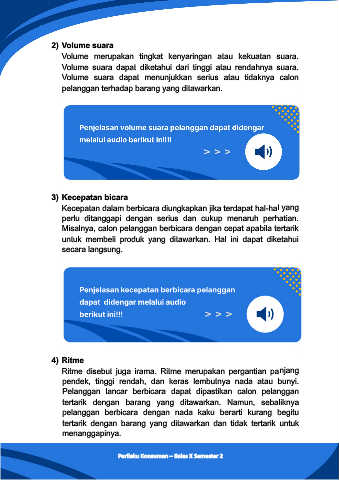 2) Volume suara
Volume merupakan tingkat kenyaringan atau kekuatan suara.
Volume suara dapat diketahui dari tinggi atau rendahnya suara.
Volume suara dapat menunjukkan serius atau tidaknya calon
pelanggan terhadap barang yang ditawarkan.
Penjelasan volume suara pelanggan dapat didengar
melalui audio berikut ini!!!
> > >
3) Kecepatan bicara
Kecepatan dalam berbicara diungkapkan jika terdapat hal-hal yang
perlu ditanggapi dengan serius dan cukup menaruh perhatian.
Misalnya, calon pelanggan berbicara dengan cepat apabila tertarik
untuk membeli produk yang ditawarkan. Hal ini dapat diketahui
secara langsung.
Penjelasan kecepatan berbicara pelanggan
dapat didengar melalui audio
berikut ini!!!
> > >
4) Ritme
Ritme disebut juga irama. Ritme merupakan pergantian panjang
pendek, tinggi rendah, dan keras lembutnya nada atau bunyi.
Pelanggan lancar berbicara dapat dipastikan calon pelanggan
tertarik dengan barang yang ditawarkan. Namun, sebaliknya
pelanggan berbicara dengan nada kaku berarti kurang begitu
tertarik dengan barang yang ditawarkan dan tidak tertarik untuk
menanggapinya.
Perilaku Konsumen – Kelas X Semester 2